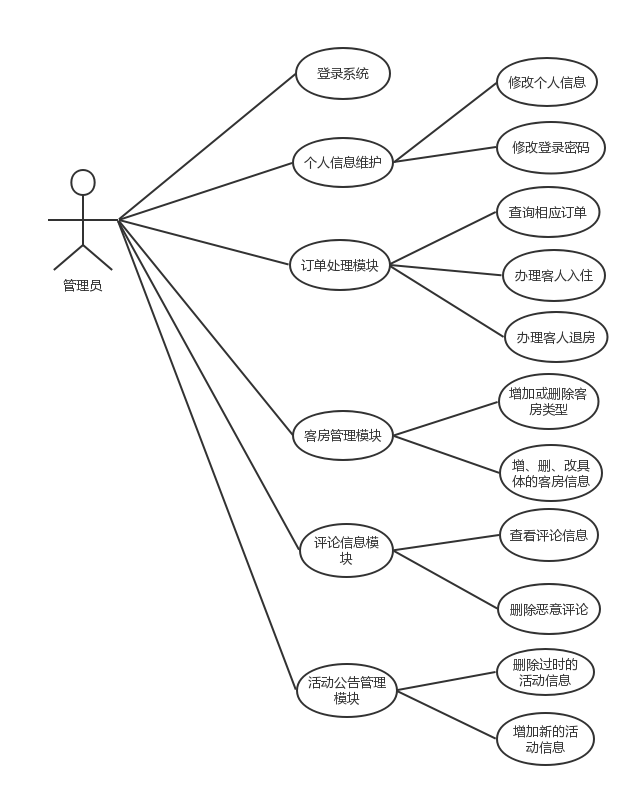 登录系统
修改个人信息
修改登录密码
个人信息维护
查询相应订单
订单处理模块
办理客人入住
管理员
办理客人退房
增加或删除客
房类型
客房管理模块
增、删、改具
体的客房信息
查看评论信息
评论信息模
块
删除恶意评论
删除过时的
活动信息
活动公告管理
模块
增加新的活
动信息